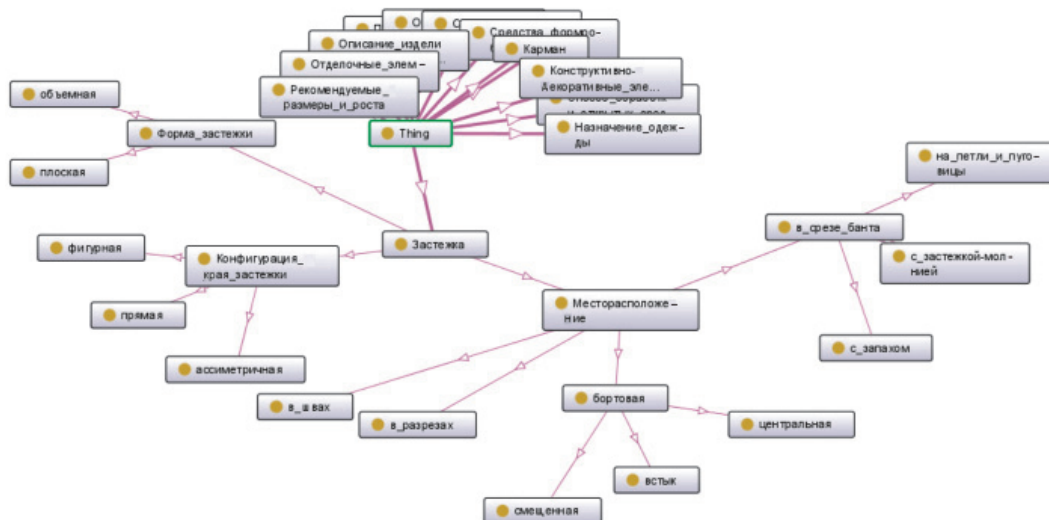 Средства_формоо-
Описание_издели
Карман
Отделочные_элем –
Конструктивно-
Декоративные_эле...
Рекомендуемые_
размеры_и_роста
объемная
Форма_застежки
Thing
Назначение_одеж –
ды
на_петли_и_пуго–
вицы
плоская
в_срезе_банта
фигурная
Застежка
Конфигурация_
края_застежки
с_застежкой-мол -
нией
прямая
Месторасположе –
ние
с_запахом
ассиметричная
в_швах
бортовая
в_разрезах
центральная
встык
смещенная